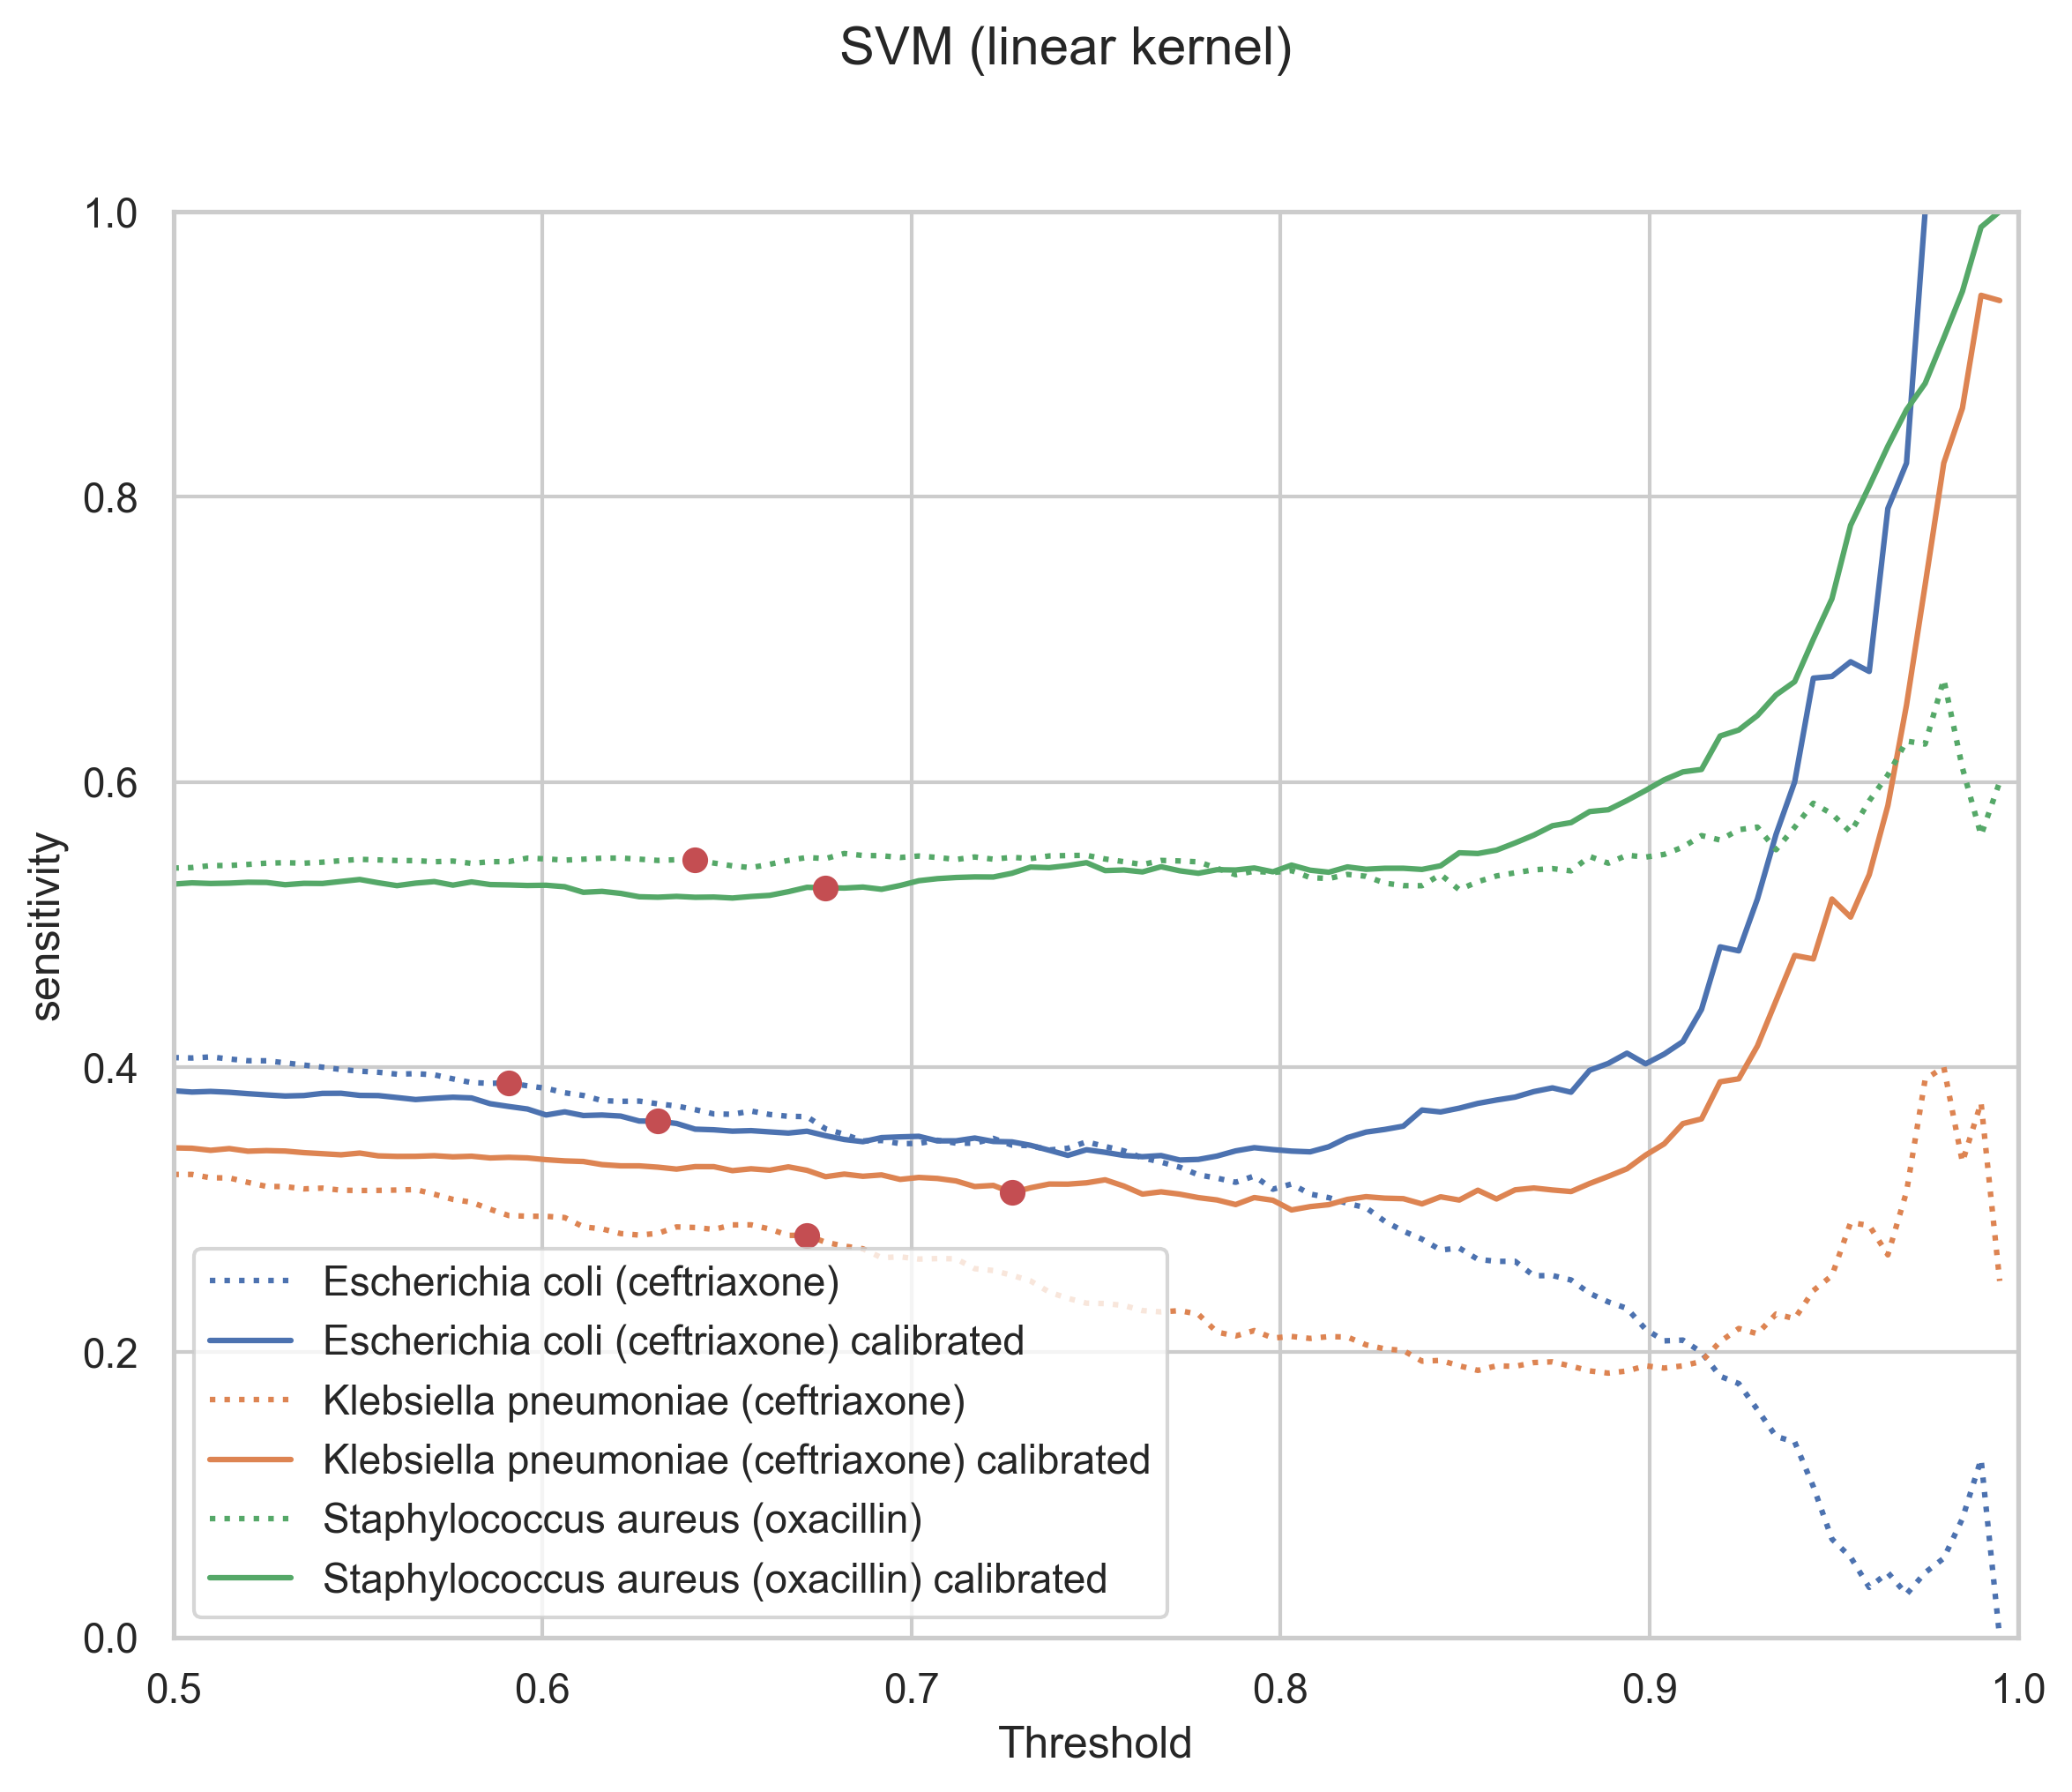 SVM (linear kernel)
1.0
0.8
0.6
0.4
0.2
0.0
sensitivity
Escherichia coli (ceftriaxone)
Escherichia coli (ceftriaxone) calibrated
Klebsiella pneumoniae (ceftriaxone)
Klebsiella pneumoniae (ceftriaxone) calibrated
Staphylococcus aureus (oxacillin)
Staphylococcus aureus (oxacillin) calibrated
0.5 0.6 0.7 0.8 0.9 1.0
Threshold